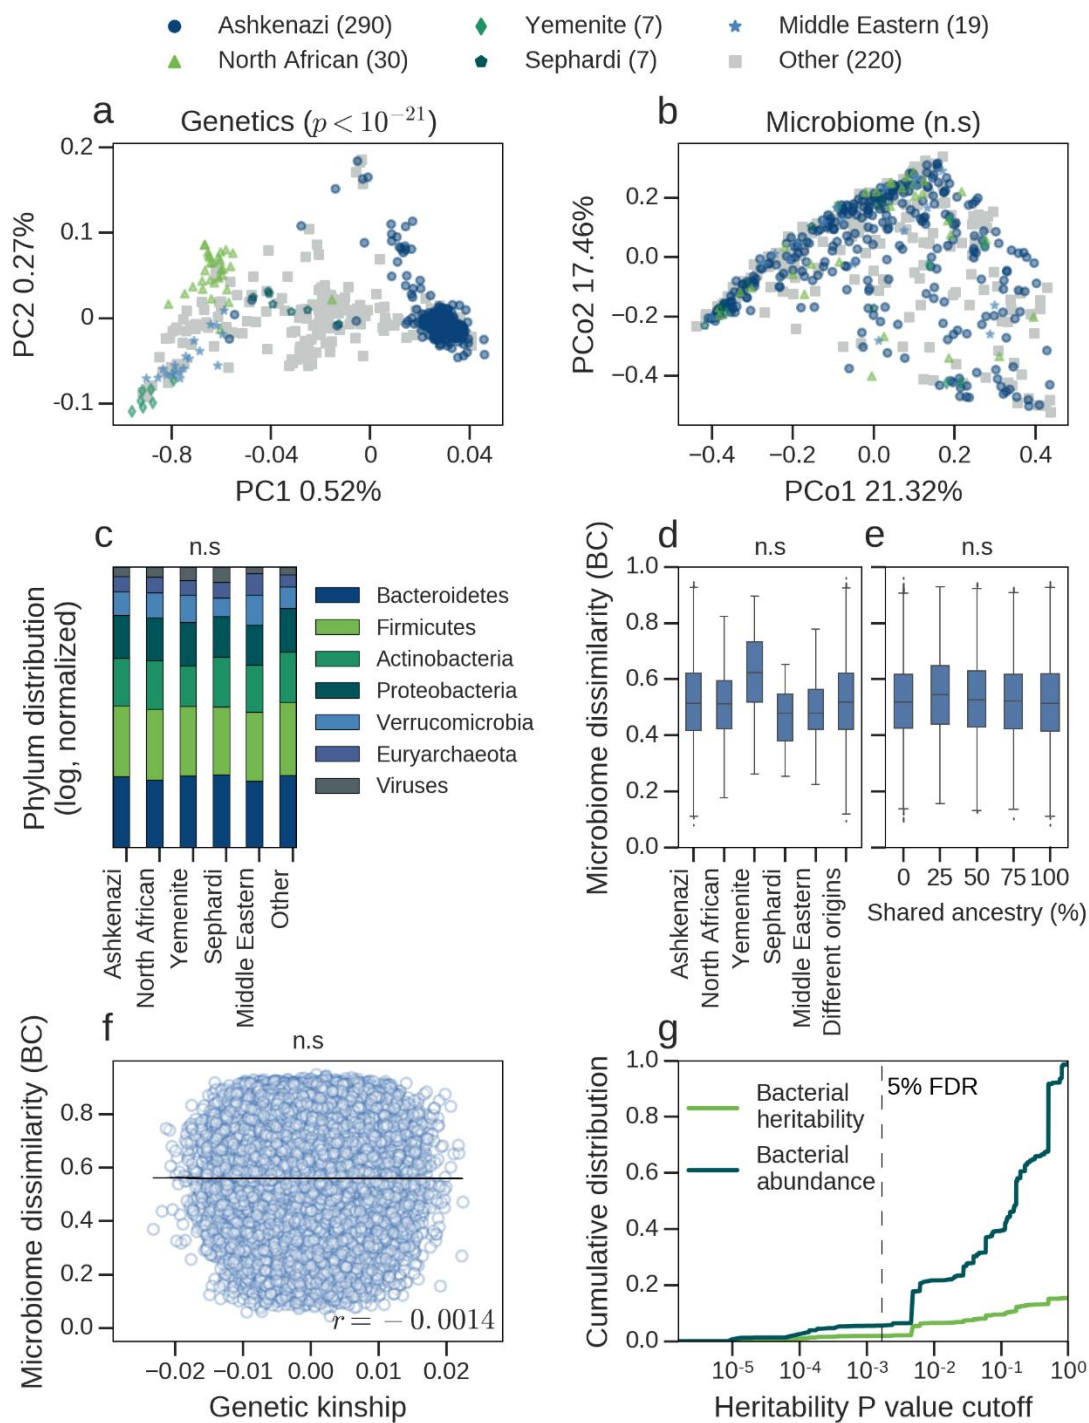 Ashkenazi (290)
Yemenite (7)
Middle Eastern (19)
North African (30)
Sephardi (7)
Other (220)
a
Genetics (p < 10⁻²¹)
0.2
0.1
0
-0.1
PC2 0.27%
-0.8
-0.04
0
0.04
PC1 0.52%
b
Microbiome (n.s)
0.2
0.0
−0.2
−0.4
PCo2 17.46%
−0.4
−0.2
0.0
0.2
0.4
PCo1 21.32%
c
n.s
Phylum distribution
(log, normalized)
Bacteroidetes
Firmicutes
Actinobacteria
Proteobacteria
Verrucomicrobia
Euryarchaeota
Viruses
Ashkenazi
North African
Yemenite
Sephardi
Middle Eastern
Other
d
n.s
Microbiome dissimilarity (BC)
1.0
0.8
0.6
0.4
0.2
0.0
Ashkenazi
North African
Yemenite
Sephardi
Middle Eastern
Different origins
e
n.s
0
25
50
75
100
Shared ancestry (%)
f
n.s
Microbiome dissimilarity (BC)
0.8
0.6
0.4
0.2
0.0
r = − 0.0014
−0.02
−0.01
0.00
0.01
0.02
Genetic kinship
g
Cumulative distribution
1.0
0.8
0.6
0.4
0.2
0.0
5% FDR
Bacterial
heritability
Bacterial
abundance
10⁻⁵
10⁻⁴
10⁻³
10⁻²
10⁻¹
10⁰
Heritability P value cutoff